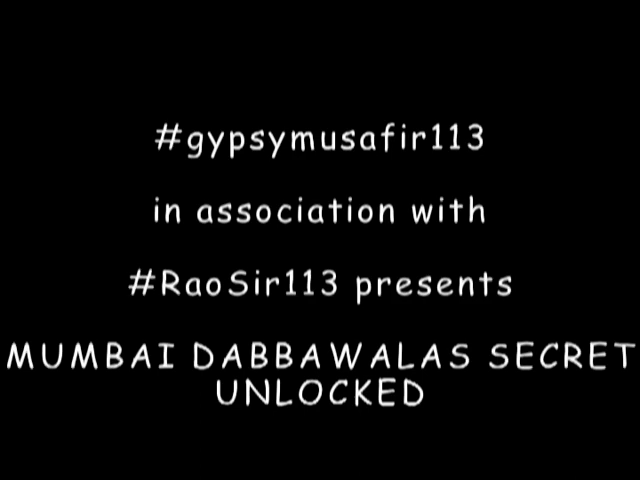 #gypsymusafir113
in association with
#RaoSir113 presents
MUMBAI DABBAWALAS SECRET
UNLOCKED